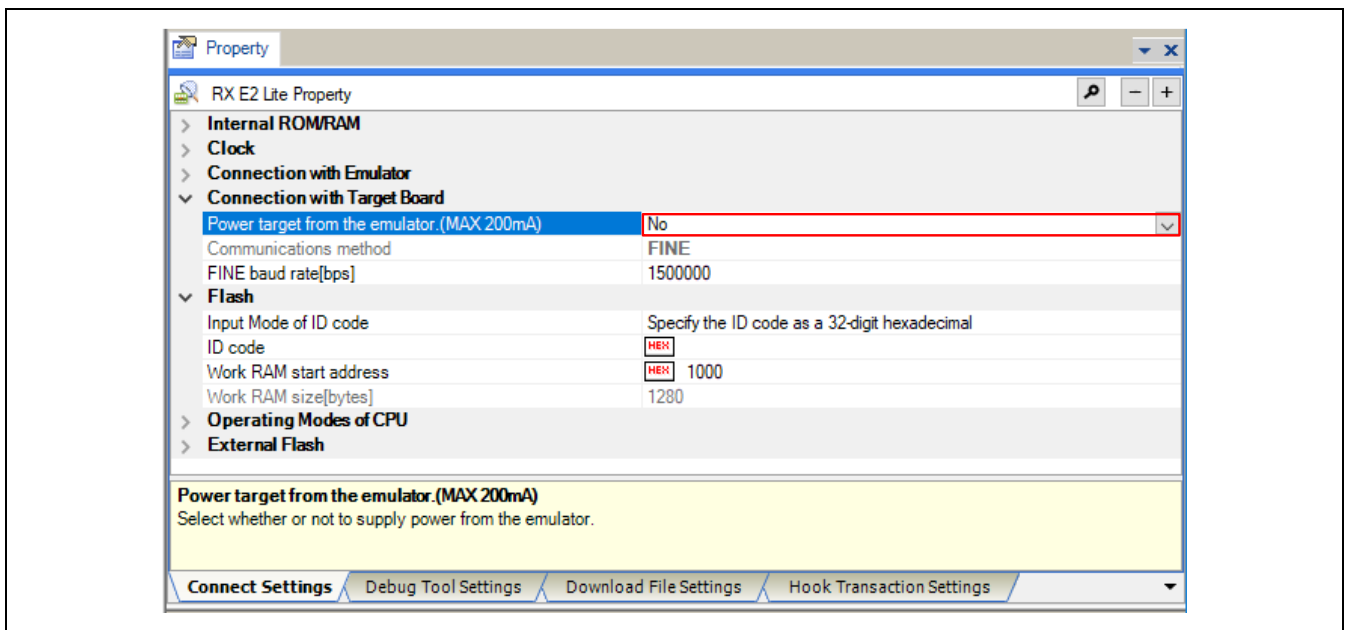 Property
RX E2 Lite Property
Internal ROM/RAM
Clock
Connection with Emulator
Connection with Target Board
Power target from the emulator.(MAX 200mA) No
Communications method FINE
FINE baud rate[bps] 1500000
Flash
Input Mode of ID code Specify the ID code as a 32-digit hexadecimal
ID code HEX
Work RAM start address HEX 1000
Work RAM size[bytes] 1280
Operating Modes of CPU
External Flash
Power target from the emulator.(MAX 200mA)
Select whether or not to supply power from the emulator.
Connect Settings Debug Tool Settings Download File Settings Hook Transaction Settings